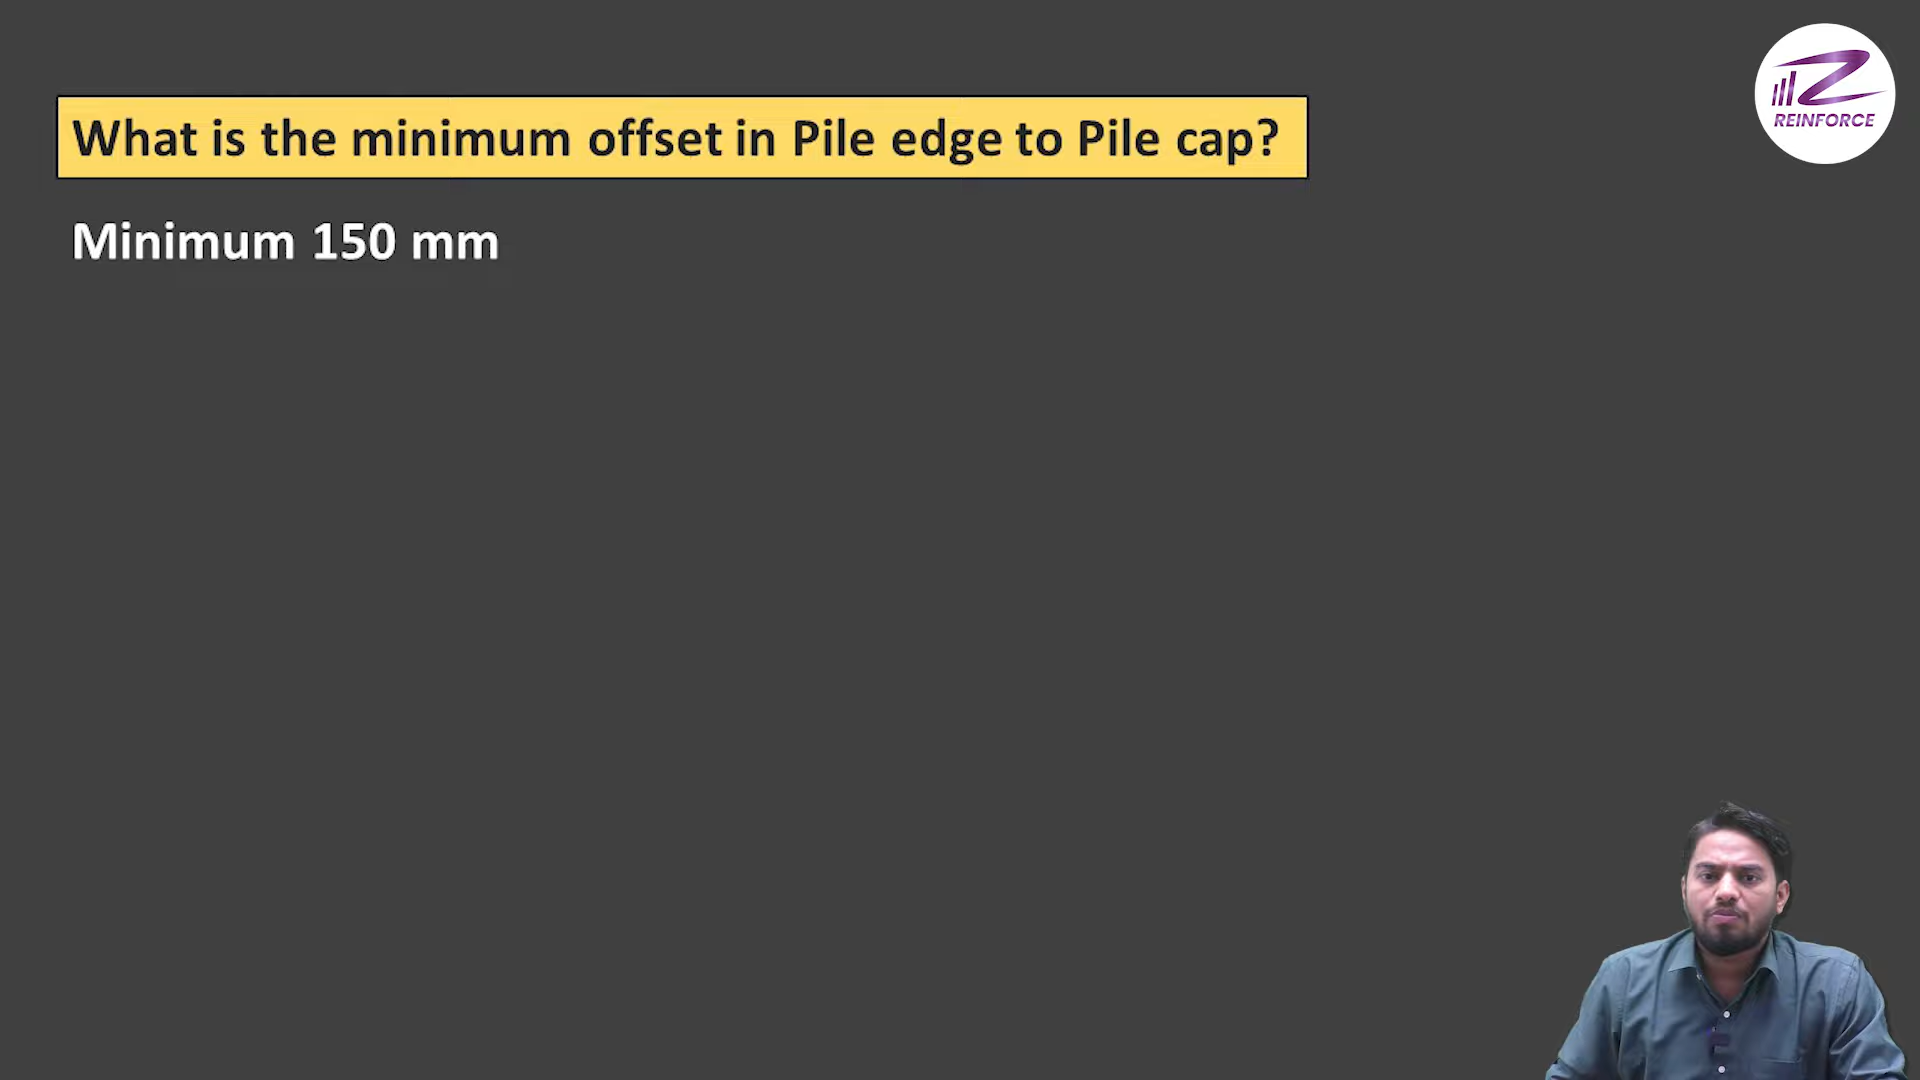 What is the minimum offset in Pile edge to Pile cap?
Minimum 150 mm
REINFORCE